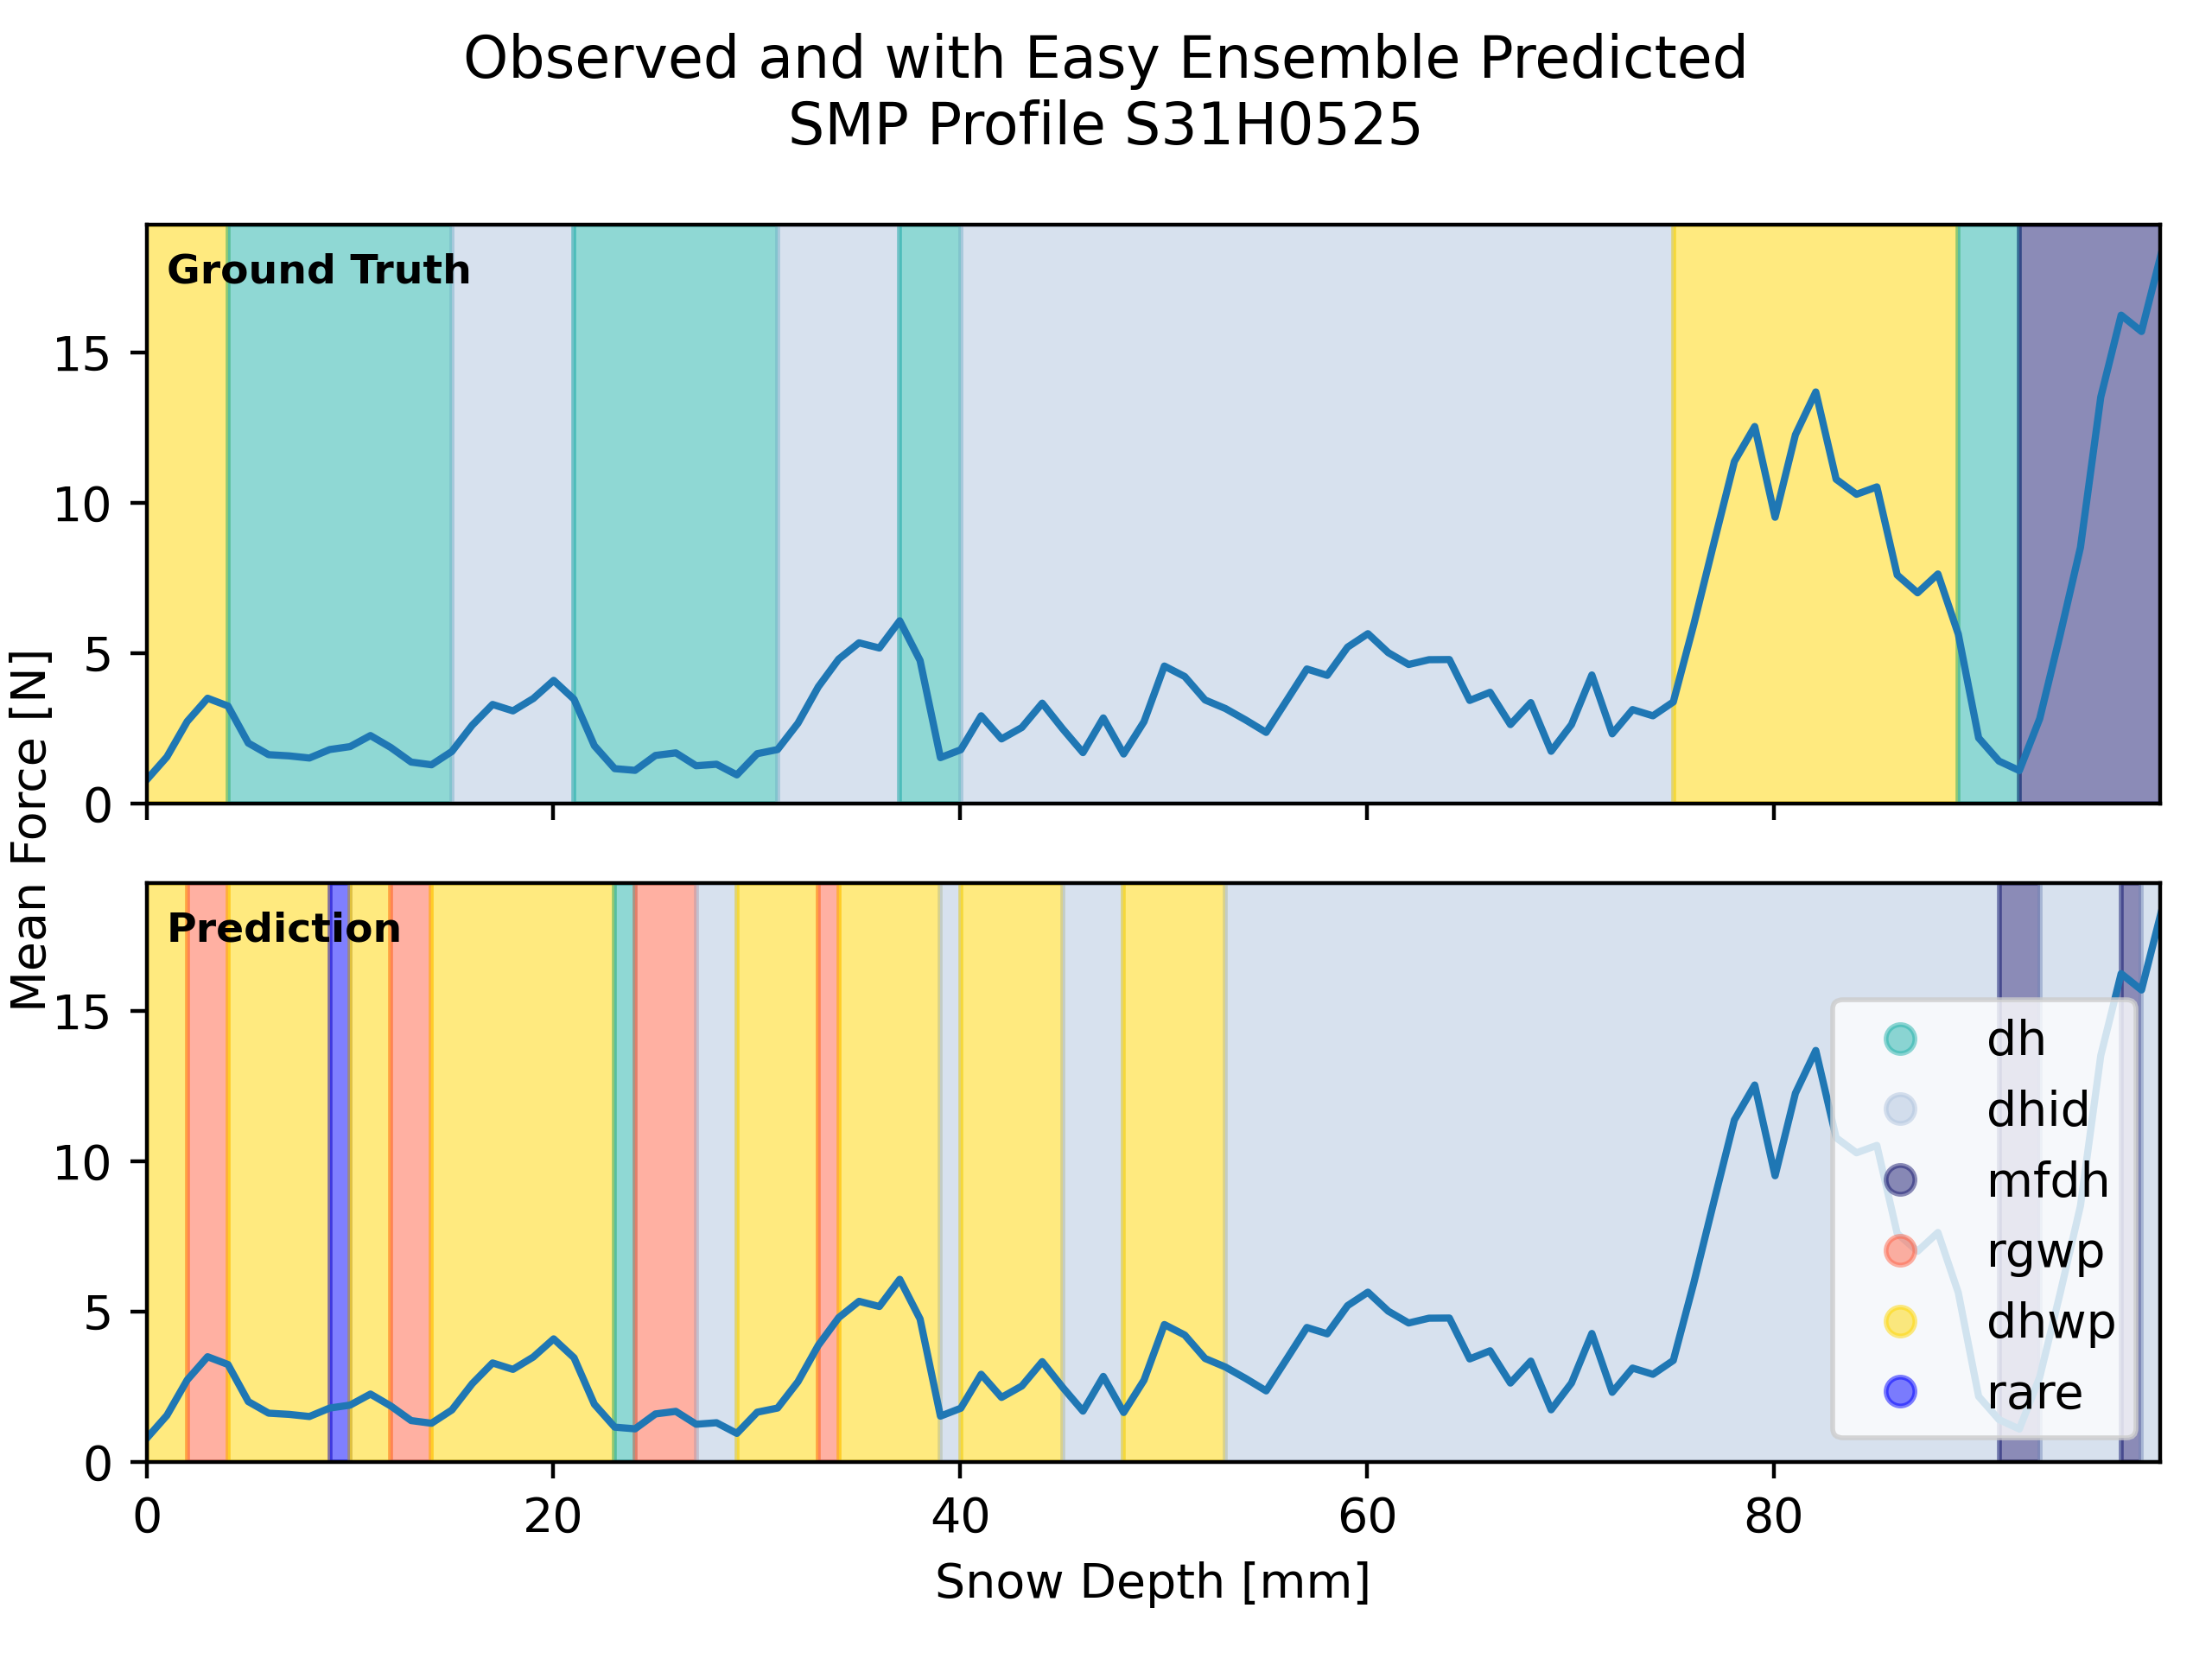 Observed and with Easy Ensemble Predicted
SMP Profile S31H0525
Ground Truth
15
10
5
0
Mean Force [N]
Prediction
15
10
5
0
dh
dhid
mfdh
rgwp
dhwp
rare
0 20 40 60 80
Snow Depth [mm]